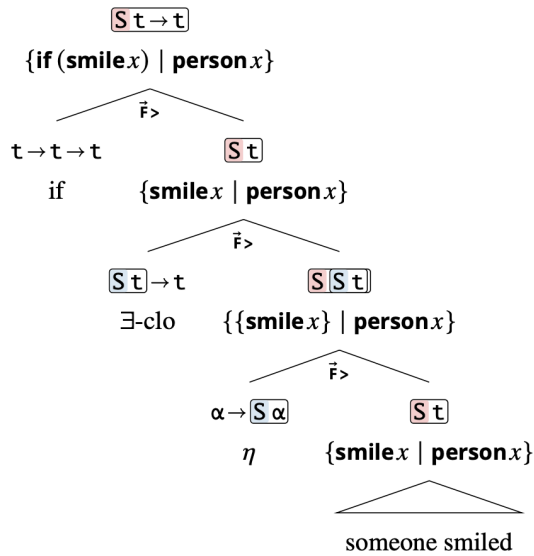 S t → t
{if (smile x) | person x}
F⃗>
t → t → t S t
if {smile x | person x}
F⃗>
S t → t S S t
∃-clo {{smile x} | person x}
F⃗>
α → S α S t
η {smile x | person x}
someone smiled